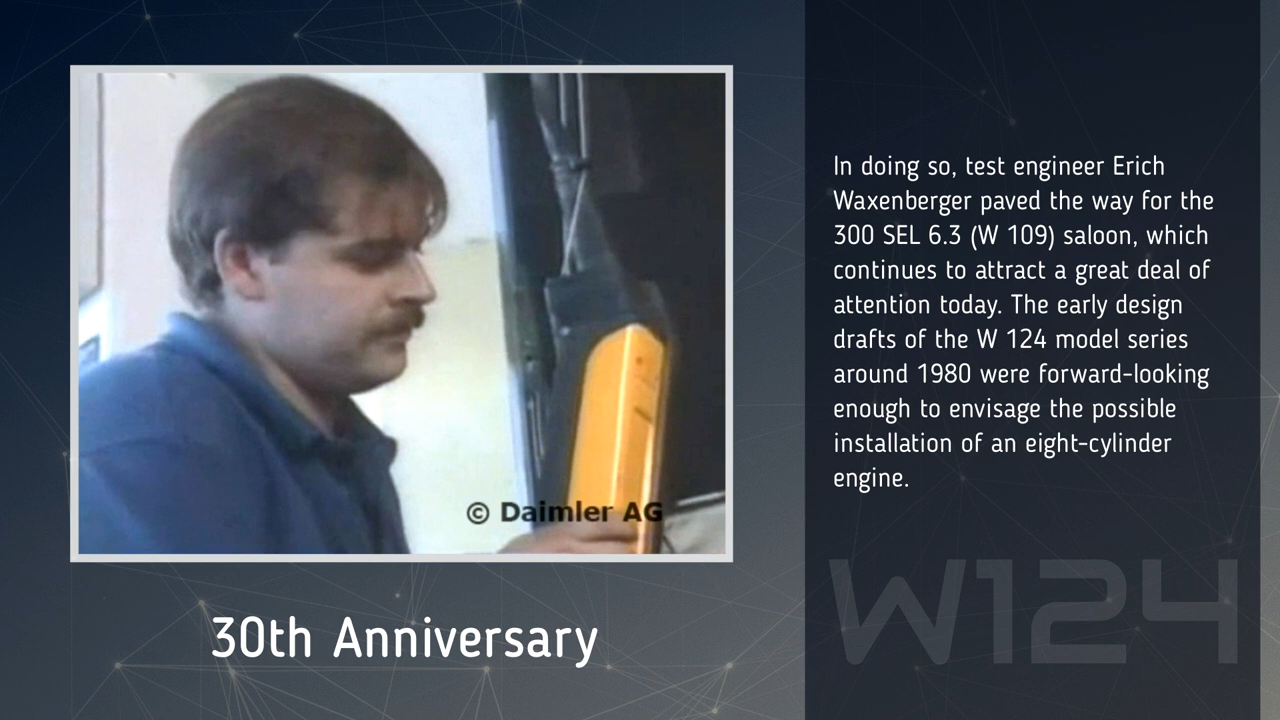 © Daimler AG
30th Anniversary
In doing so, test engineer Erich
Waxenberger paved the way for the
300 SEL 6.3 (W 109) saloon, which
continues to attract a great deal of
attention today. The early design
drafts of the W 124 model series
around 1980 were forward-looking
enough to envisage the possible
installation of an eight-cylinder
engine.
W124